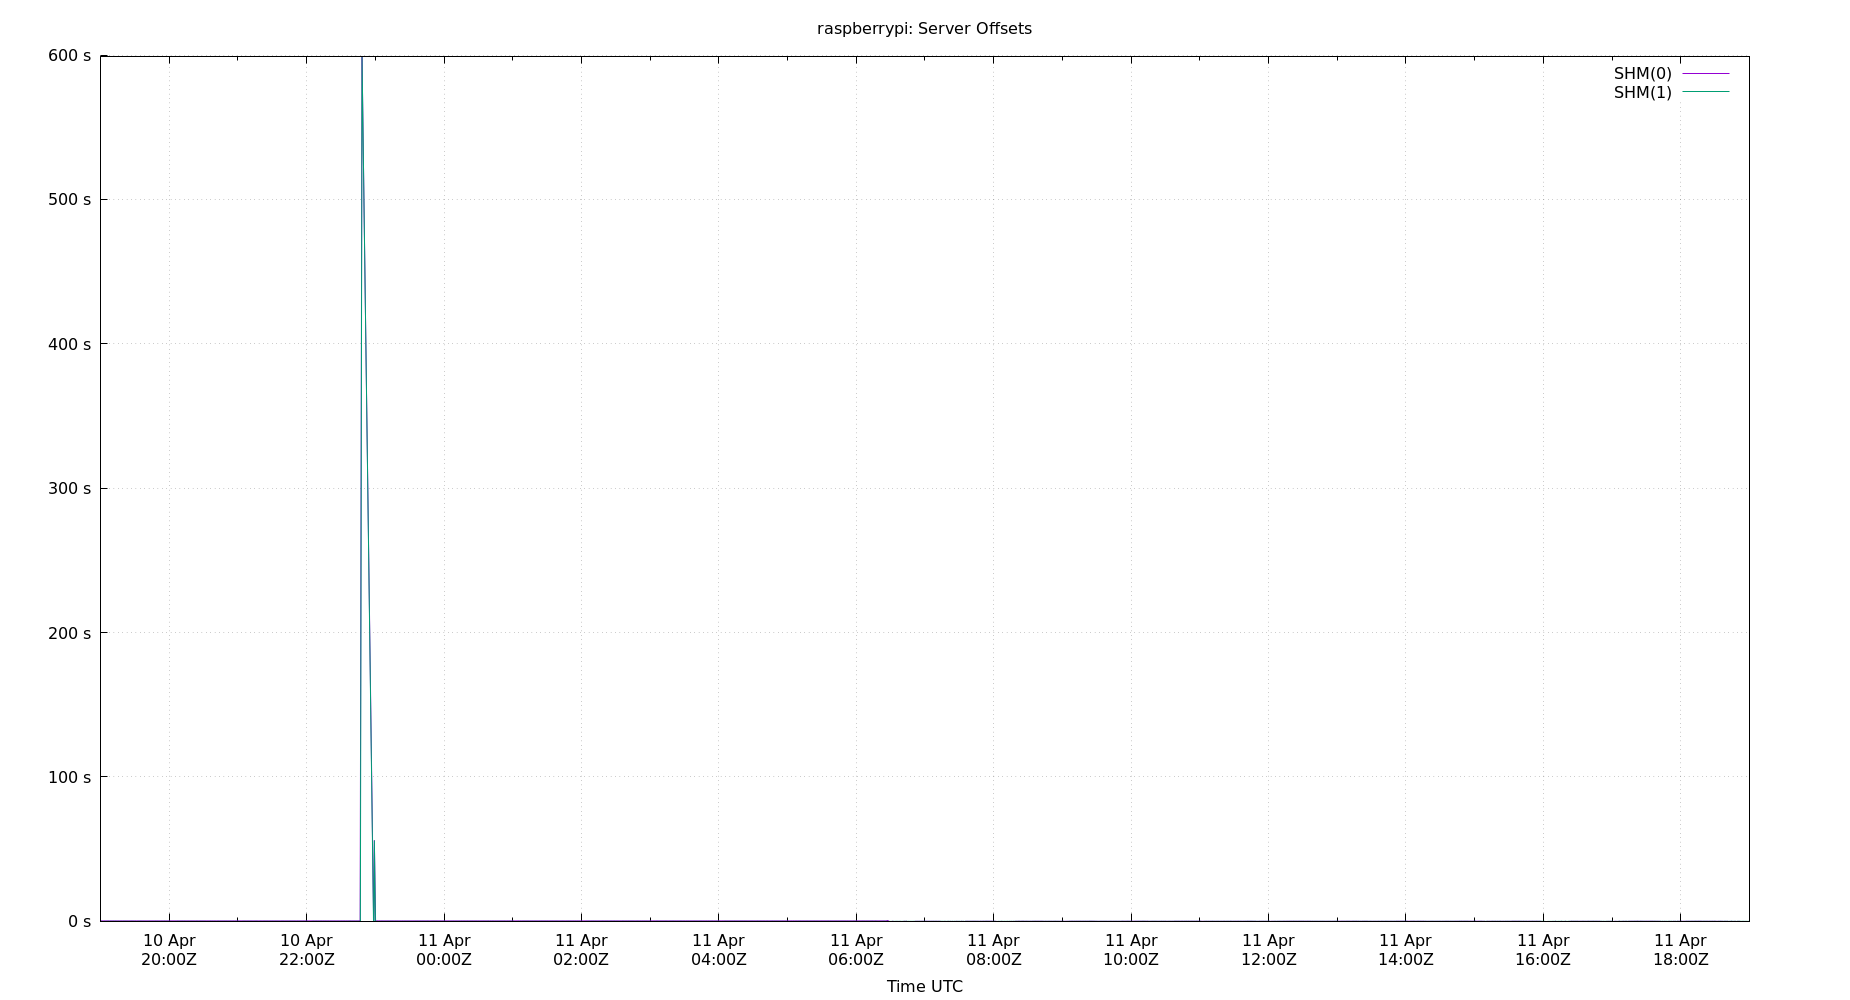 raspberrypi: Server Offsets
600 s
SHM(0)
SHM(1)
500 s
400 s
300 s
200 s
100 s
0 s
10 Apr 10 Apr 11 Apr 11 Apr 11 Apr 11 Apr 11 Apr 11 Apr 11 Apr 11 Apr 11 Apr 11 Apr
20:00Z 22:00Z 00:00Z 02:00Z 04:00Z 06:00Z 08:00Z 10:00Z 12:00Z 14:00Z 16:00Z 18:00Z
Time UTC